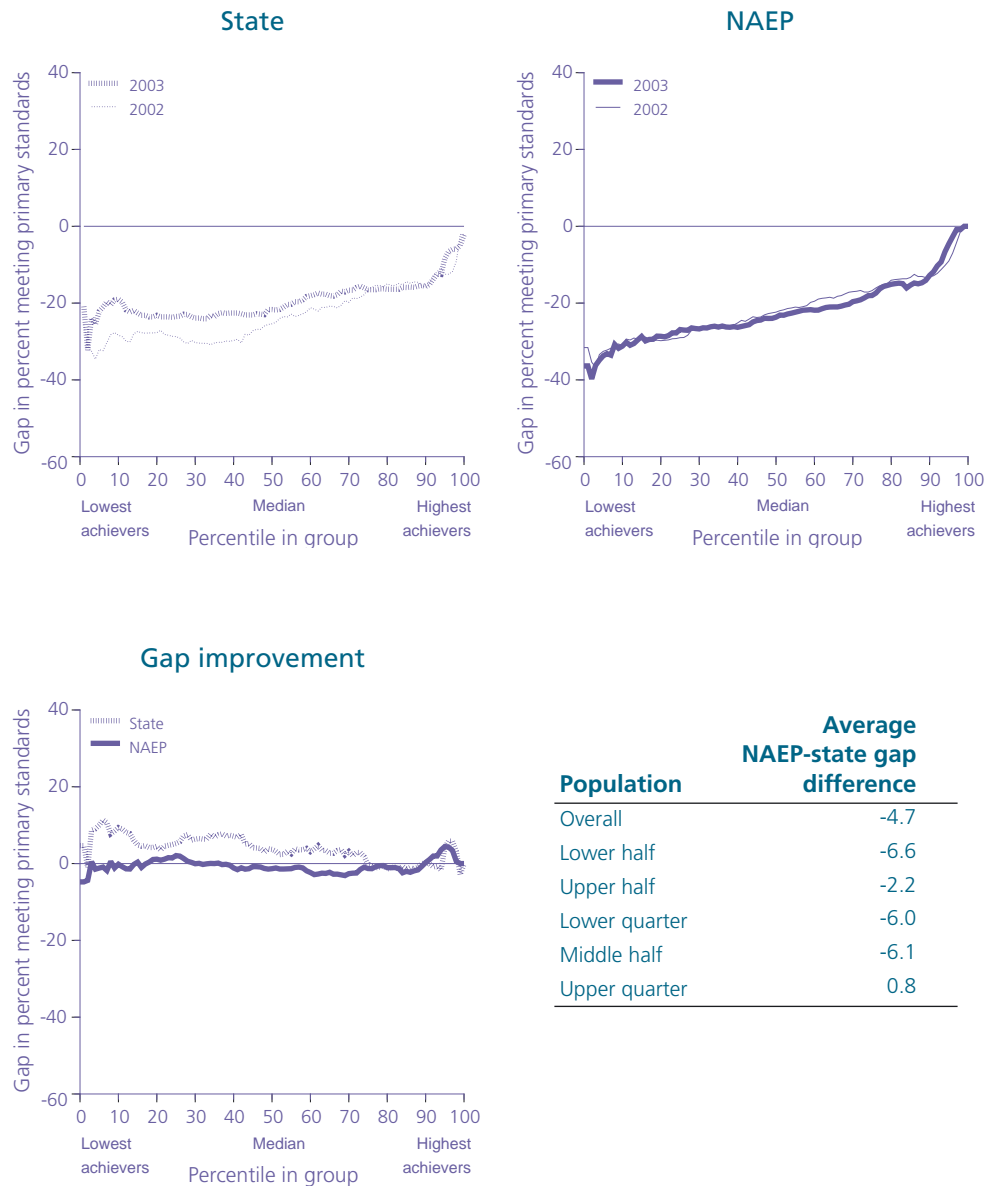 State
Gap in percent meeting primary standards
40
20
0
-20
-40
-60
2003
2002
0 10 20 30 40 50 60 70 80 90 100
Lowest achievers
Median
Highest achievers
Percentile in group
NAEP
Gap in percent meeting primary standards
40
20
0
-20
-40
-60
2003
2002
0 10 20 30 40 50 60 70 80 90 100
Lowest achievers
Median
Highest achievers
Percentile in group
Gap improvement
Gap in percent meeting primary standards
40
20
0
-20
-40
-60
State
NAEP
0 10 20 30 40 50 60 70 80 90 100
Lowest achievers
Median
Highest achievers
Percentile in group
Average
NAEP-state gap
Population difference
Overall -4.7
Lower half -6.6
Upper half -2.2
Lower quarter -6.0
Middle half -6.1
Upper quarter 0.8